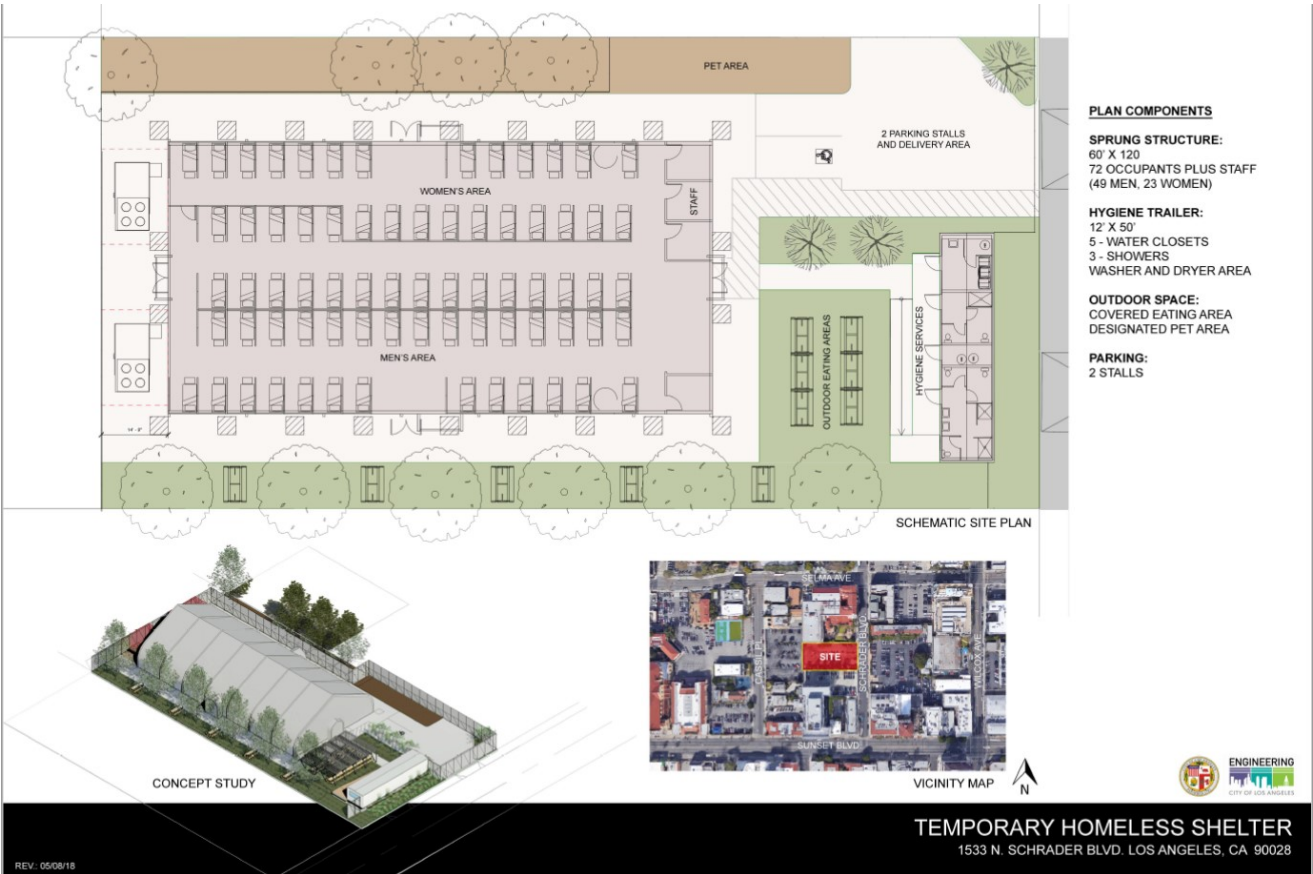 PET AREA
2 PARKING STALLS
AND DELIVERY AREA
WOMEN'S AREA
STAFF
MEN'S AREA
OUTDOOR EATING AREAS
HYGIENE SERVICES
SCHEMATIC SITE PLAN
PLAN COMPONENTS
SPRUNG STRUCTURE:
60' X 120
72 OCCUPANTS PLUS STAFF
(49 MEN, 23 WOMEN)
HYGIENE TRAILER:
12' X 50'
5 - WATER CLOSETS
3 - SHOWERS
WASHER AND DRYER AREA
OUTDOOR SPACE:
COVERED EATING AREA
DESIGNATED PET AREA
PARKING:
2 STALLS
CONCEPT STUDY
SELMA AVE
SITE
SCHRADER BLVD
WILCOX AVE
SUNSET BLVD
VICINITY MAP
N
ENGINEERING
CITY OF LOS ANGELES
TEMPORARY HOMELESS SHELTER
1533 N. SCHRADER BLVD. LOS ANGELES, CA 90028
REV.: 05/08/18